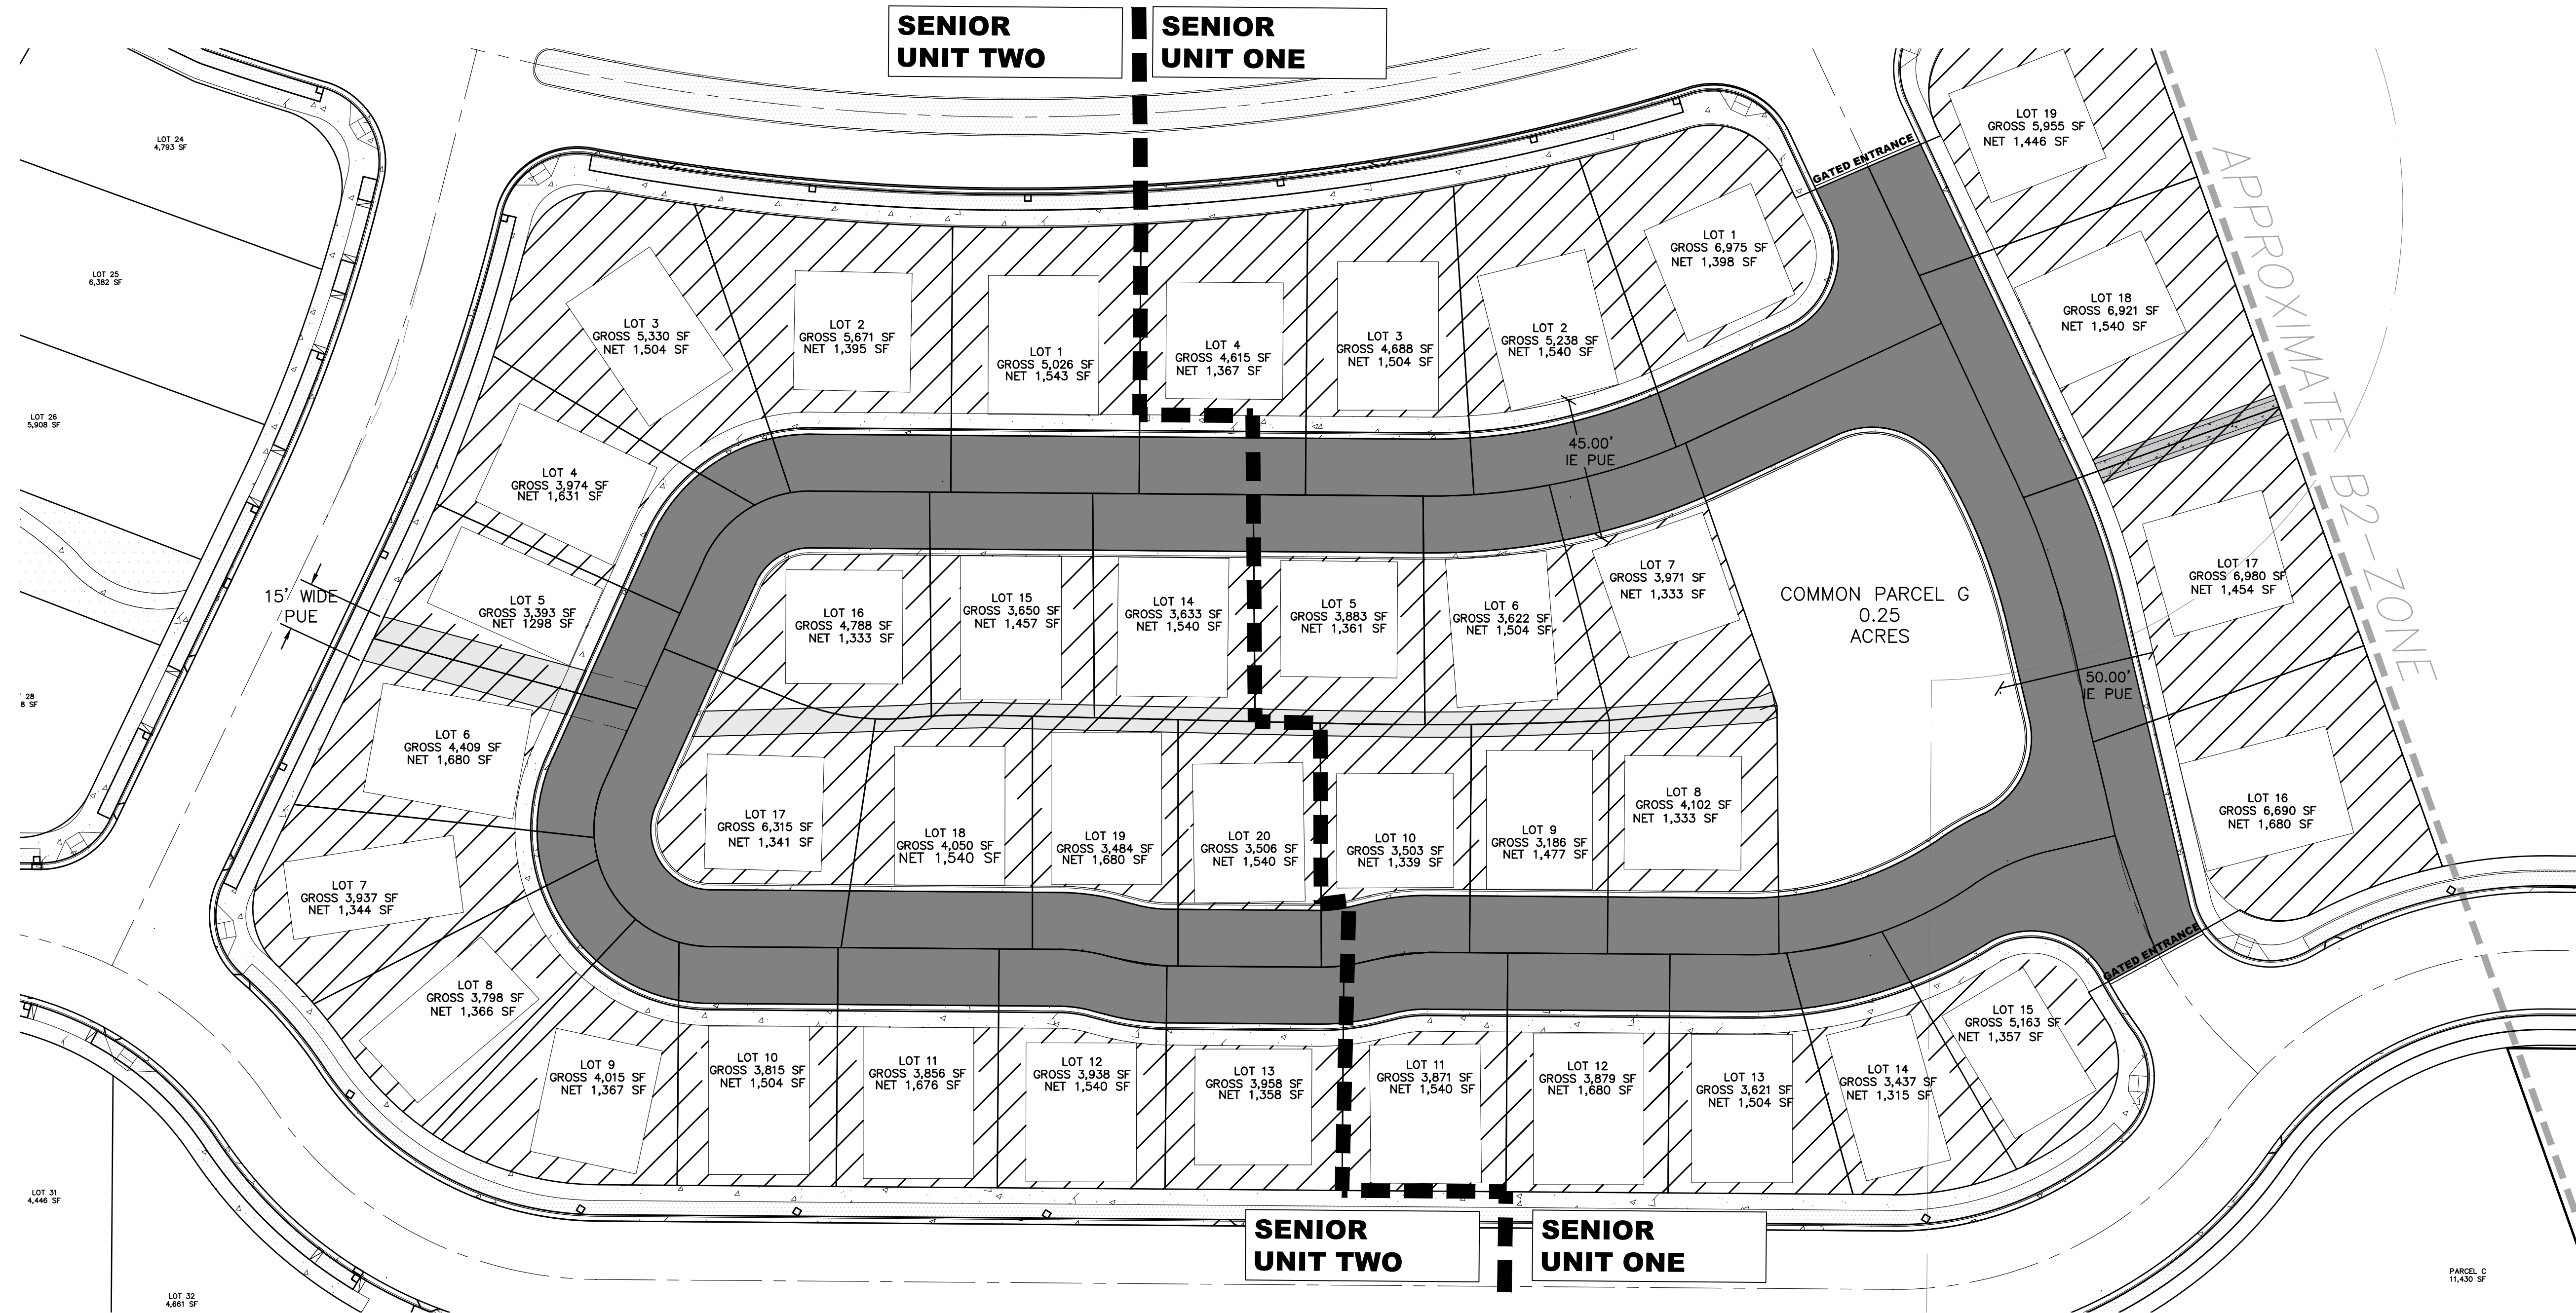 SENIOR
UNIT TWO
SENIOR
UNIT ONE
LOT 24
4,793 SF
LOT 25
6,382 SF
LOT 26
5,908 SF
28
8 SF
LOT 31
4,446 SF
LOT 32
4,661 SF
15' WIDE
PUE
LOT 3
GROSS 5,330 SF
NET 1,504 SF
LOT 2
GROSS 5,671 SF
NET 1,395 SF
LOT 1
GROSS 5,026 SF
NET 1,543 SF
LOT 4
GROSS 4,615 SF
NET 1,367 SF
LOT 3
GROSS 4,688 SF
NET 1,504 SF
LOT 2
GROSS 5,238 SF
NET 1,540 SF
LOT 1
GROSS 6,975 SF
NET 1,398 SF
GATED ENTRANCE
LOT 19
GROSS 5,955 SF
NET 1,446 SF
LOT 18
GROSS 6,921 SF
NET 1,540 SF
APPROXIMATE B2-ZONE
LOT 4
GROSS 3,974 SF
NET 1,631 SF
45.00'
IE PUE
LOT 5
GROSS 3,393 SF
NET 1298 SF
LOT 16
GROSS 4,788 SF
NET 1,333 SF
LOT 15
GROSS 3,650 SF
NET 1,457 SF
LOT 14
GROSS 3,633 SF
NET 1,540 SF
LOT 5
GROSS 3,883 SF
NET 1,361 SF
LOT 6
GROSS 3,622 SF
NET 1,504 SF
LOT 7
GROSS 3,971 SF
NET 1,333 SF
COMMON PARCEL G
0.25
ACRES
LOT 17
GROSS 6,980 SF
NET 1,454 SF
50.00'
IE PUE
LOT 6
GROSS 4,409 SF
NET 1,680 SF
LOT 17
GROSS 6,315 SF
NET 1,341 SF
LOT 18
GROSS 4,050 SF
NET 1,540 SF
LOT 19
GROSS 3,484 SF
NET 1,680 SF
LOT 20
GROSS 3,506 SF
NET 1,540 SF
LOT 10
GROSS 3,503 SF
NET 1,339 SF
LOT 9
GROSS 3,186 SF
NET 1,477 SF
LOT 8
GROSS 4,102 SF
NET 1,333 SF
LOT 16
GROSS 6,690 SF
NET 1,680 SF
LOT 7
GROSS 3,937 SF
NET 1,344 SF
GATED ENTRANCE
LOT 8
GROSS 3,798 SF
NET 1,366 SF
LOT 9
GROSS 4,015 SF
NET 1,367 SF
LOT 10
GROSS 3,815 SF
NET 1,504 SF
LOT 11
GROSS 3,856 SF
NET 1,676 SF
LOT 12
GROSS 3,938 SF
NET 1,540 SF
LOT 13
GROSS 3,958 SF
NET 1,358 SF
LOT 11
GROSS 3,871 SF
NET 1,540 SF
LOT 12
GROSS 3,879 SF
NET 1,680 SF
LOT 13
GROSS 3,621 SF
NET 1,504 SF
LOT 14
GROSS 3,437 SF
NET 1,315 SF
LOT 15
GROSS 5,163 SF
NET 1,357 SF
SENIOR
UNIT TWO
SENIOR
UNIT ONE
PARCEL C
11,430 SF